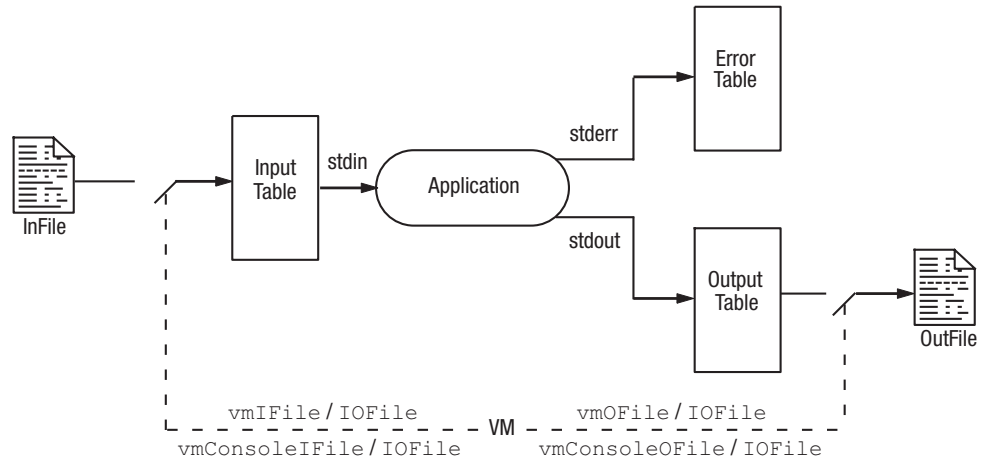 Error
Table
stderr
stdin
Input
Table
Application
InFile
stdout
Output
Table
OutFile
vmIFile / IOFile
vmOFile / IOFile
VM
vmConsoleIFile / IOFile
vmConsoleOFile / IOFile